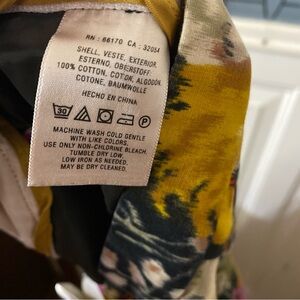 RN : 66170 CA : 32054
SHELL, VESTE, EXTERIOR
ESTERNO, OBERSTOFF
100% COTTON, COTON, ALGODON,
COTONE, BAUMWOLLE
HECHO EN CHINA
30 P
MACHINE WASH COLD GENTLE
WITH LIKE COLORS.
USE ONLY NON-CHLORINE BLEACH.
TUMBLE DRY LOW.
LOW IRON AS NEEDED.
MAY BE DRY CLEANED.